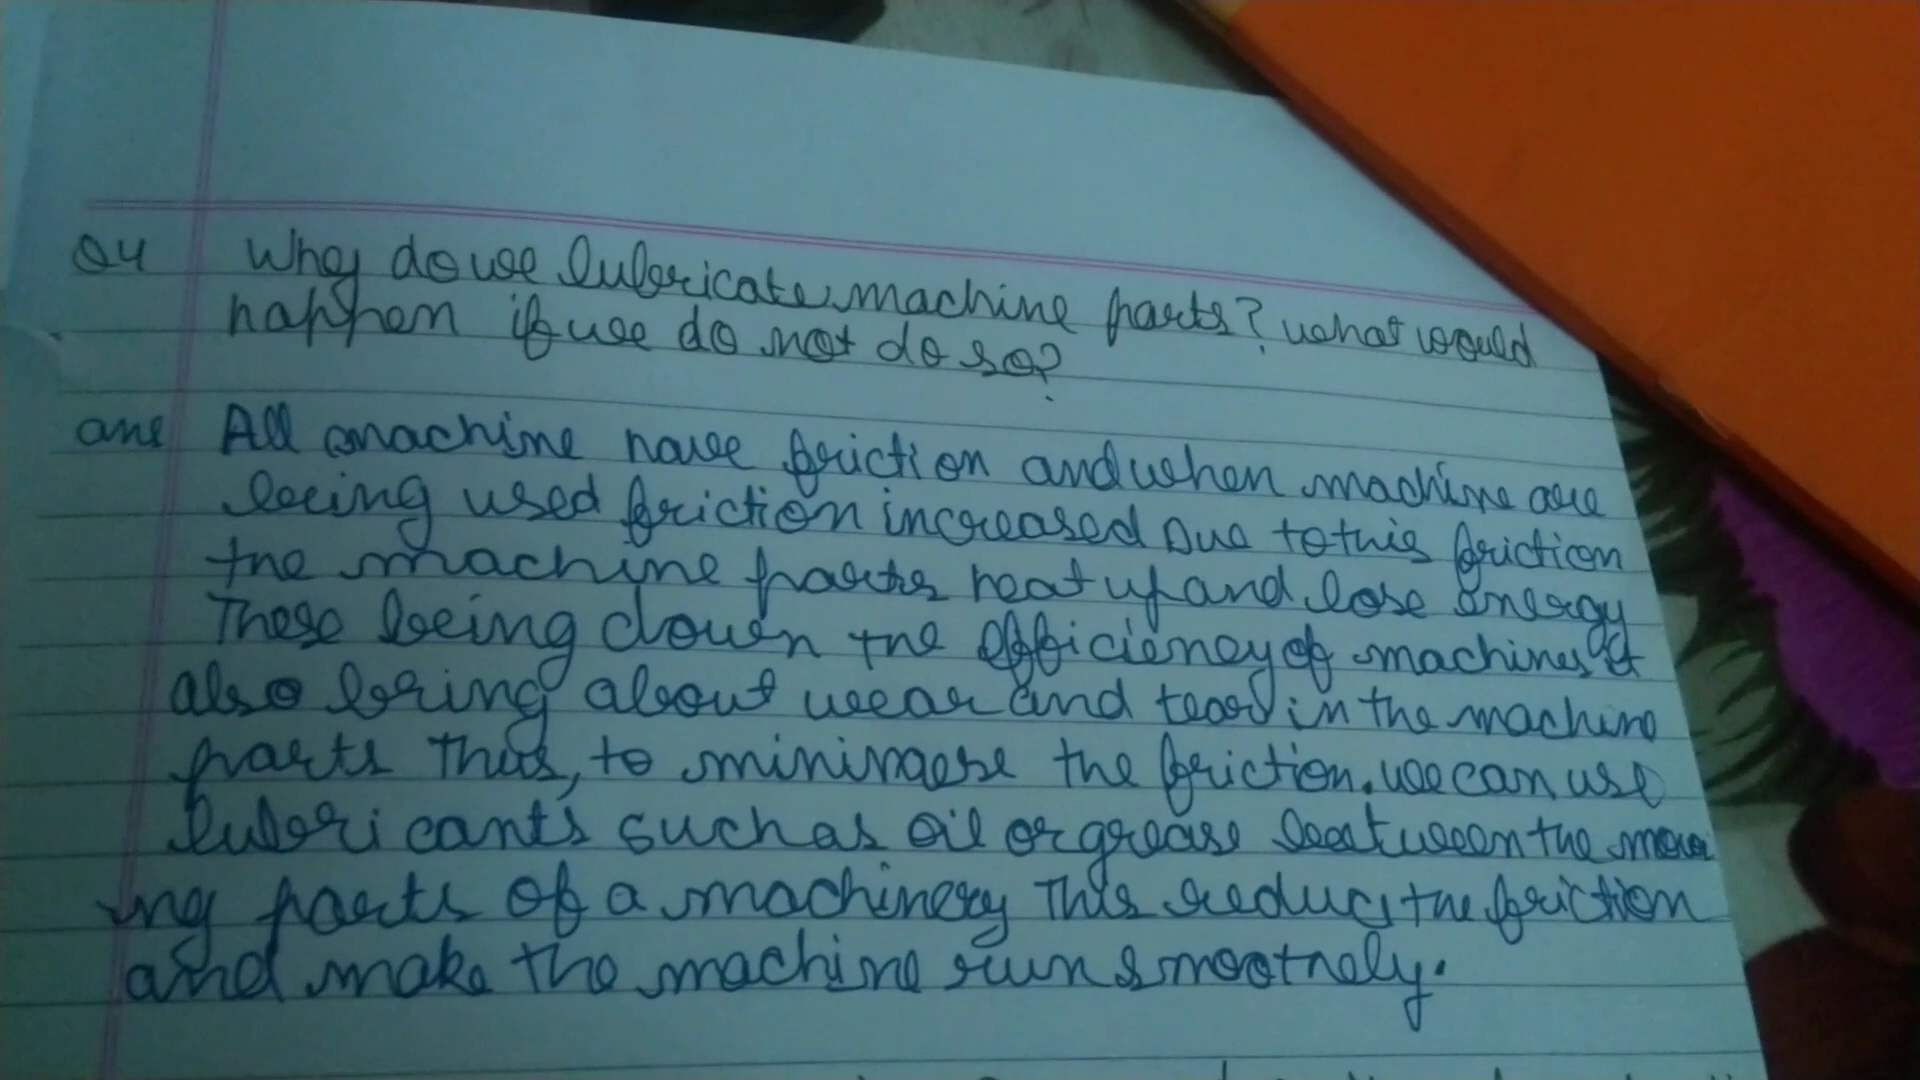 Q4 Why do we lubricate machine parts? what would
happen if we do not do so?
ans All machine have friction and when machine are
being used friction increased Due to this friction
the machine parts heat up and lose energy
These being down the efficiency of machines it
also bring about wear and tear in the machine
parts Thus, to minimese the friction. we can use
lubricants such as oil or grease beatween the movi
ing parts of a machinery This reduces the friction
and make the machine run smoothely.